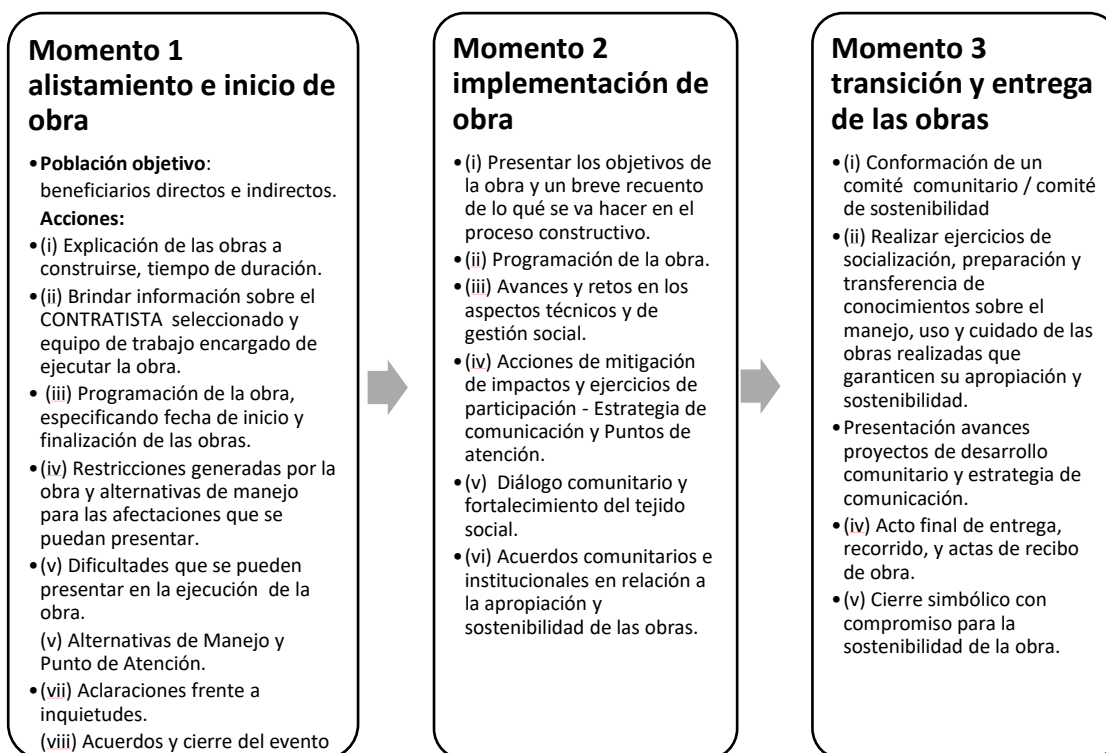 Momento 1
alistamiento e inicio de
obra
•Población objetivo:
beneficiarios directos e indirectos.
Acciones:
•(i) Explicación de las obras a
construirse, tiempo de duración.
•(ii) Brindar información sobre el
CONTRATISTA seleccionado y
equipo de trabajo encargado de
ejecutar la obra.
• (iii) Programación de la obra,
especificando fecha de inicio y
finalización de las obras.
•(iv) Restricciones generadas por la
obra y alternativas de manejo
para las afectaciones que se
puedan presentar.
•(v) Dificultades que se pueden
presentar en la ejecución de la
obra.
(v) Alternativas de Manejo y
Punto de Atención.
•(vii) Aclaraciones frente a
inquietudes.
(viii) Acuerdos y cierre del evento
Momento 2
implementación de
obra
•(i) Presentar los objetivos de
la obra y un breve recuento
de lo qué se va hacer en el
proceso constructivo.
•(ii) Programación de la obra.
•(iii) Avances y retos en los
aspectos técnicos y de
gestión social.
•(iv) Acciones de mitigación
de impactos y ejercicios de
participación - Estrategia de
comunicación y Puntos de
atención.
•(v) Diálogo comunitario y
fortalecimiento del tejido
social.
•(vi) Acuerdos comunitarios e
institucionales en relación a
la apropiación y
sostenibilidad de las obras.
Momento 3
transición y entrega
de las obras
•(i) Conformación de un
comité comunitario / comité
de sostenibilidad
•(ii) Realizar ejercicios de
socialización, preparación y
transferencia de
conocimientos sobre el
manejo, uso y cuidado de las
obras realizadas que
garanticen su apropiación y
sostenibilidad.
•Presentación avances
proyectos de desarrollo
comunitario y estrategia de
comunicación.
•(iv) Acto final de entrega,
recorrido, y actas de recibo
de obra.
•(v) Cierre simbólico con
compromiso para la
sostenibilidad de la obra.